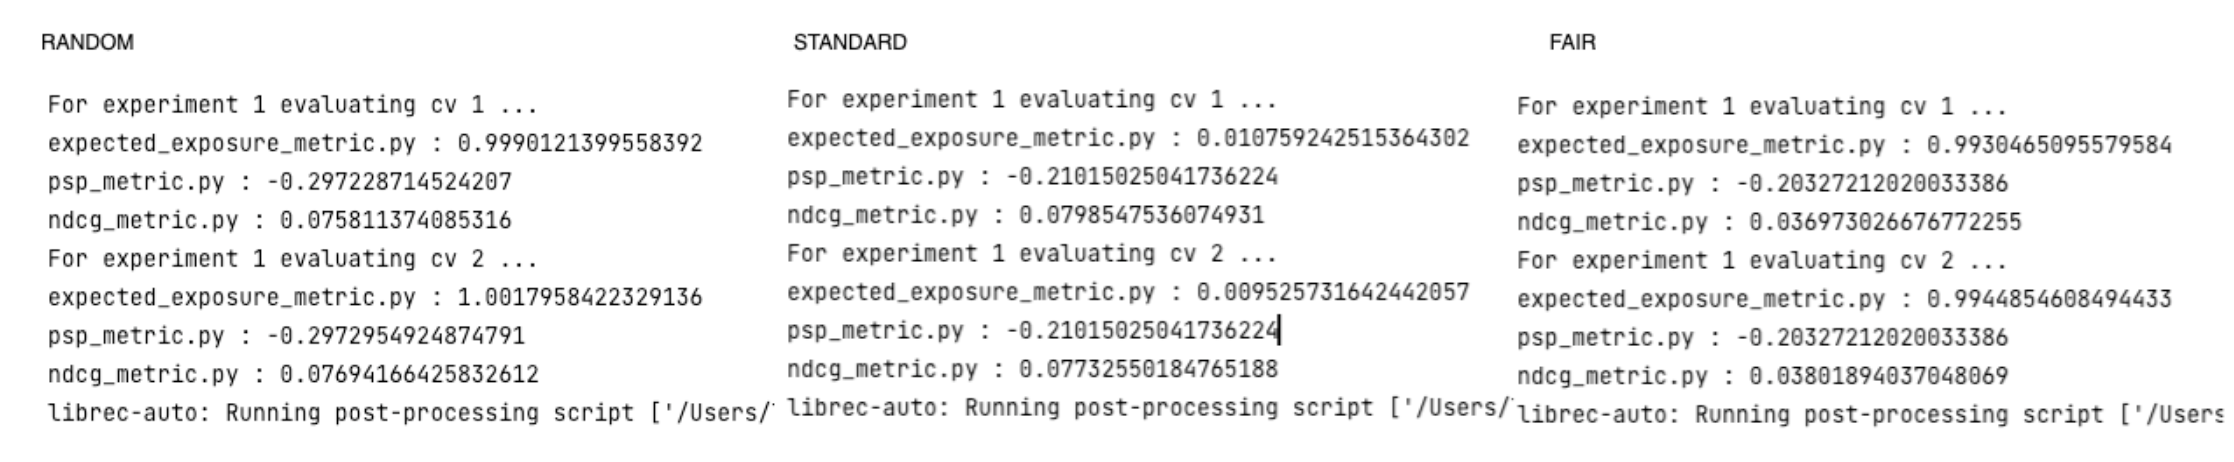 RANDOM
For experiment 1 evaluating cv 1 ...
expected_exposure_metric.py : 0.9990121399558392
psp_metric.py : -0.297228714524207
ndcg_metric.py : 0.075811374085316
For experiment 1 evaluating cv 2 ...
expected_exposure_metric.py : 1.0017958422329136
psp_metric.py : -0.2972954924874791
ndcg_metric.py : 0.07694166425832612
librec-auto: Running post-processing script ['/Users/
STANDARD
For experiment 1 evaluating cv 1 ...
expected_exposure_metric.py : 0.010759242515364302
psp_metric.py : -0.21015025041736224
ndcg_metric.py : 0.0798547536074931
For experiment 1 evaluating cv 2 ...
expected_exposure_metric.py : 0.009525731642442057
psp_metric.py : -0.21015025041736224
ndcg_metric.py : 0.07732550184765188
librec-auto: Running post-processing script ['/Users/
FAIR
For experiment 1 evaluating cv 1 ...
expected_exposure_metric.py : 0.9930465095579584
psp_metric.py : -0.20327212020033386
ndcg_metric.py : 0.036973026676772255
For experiment 1 evaluating cv 2 ...
expected_exposure_metric.py : 0.9944854608494433
psp_metric.py : -0.20327212020033386
ndcg_metric.py : 0.03801894037048069
librec-auto: Running post-processing script ['/Users